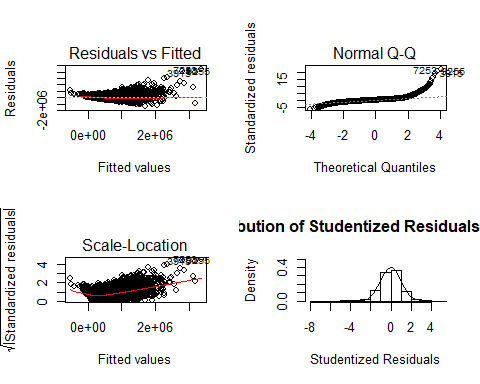 Residuals vs Fitted
Residuals
-2e+06
0e+00 2e+06
Fitted values
Normal Q-Q
Standardized residuals
-5 15
7253
-4 -2 0 2 4
Theoretical Quantiles
Scale-Location
√|Standardized residuals|
0 2 4
0e+00 2e+06
Fitted values
bution of Studentized Residuals
Density
0.0 0.4
-8 -4 0 2 4
Studentized Residuals